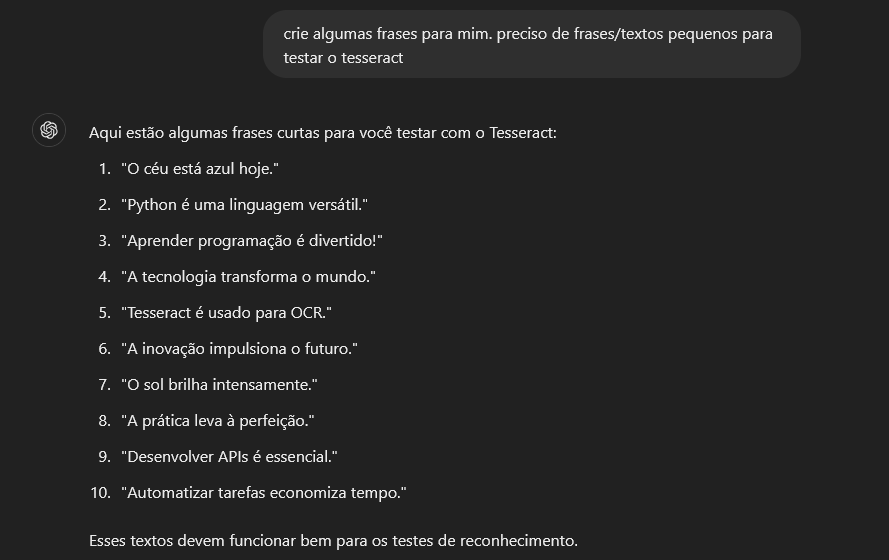 crie algumas frases para mim. preciso de frases/textos pequenos para
testar o tesseract
Aqui estão algumas frases curtas para você testar com o Tesseract:
1. "O céu está azul hoje."
2. "Python é uma linguagem versátil."
3. "Aprender programação é divertido!"
4. "A tecnologia transforma o mundo."
5. "Tesseract é usado para OCR."
6. "A inovação impulsiona o futuro."
7. "O sol brilha intensamente."
8. "A prática leva à perfeição."
9. "Desenvolver APIs é essencial."
10. "Automatizar tarefas economiza tempo."
Esses textos devem funcionar bem para os testes de reconhecimento.